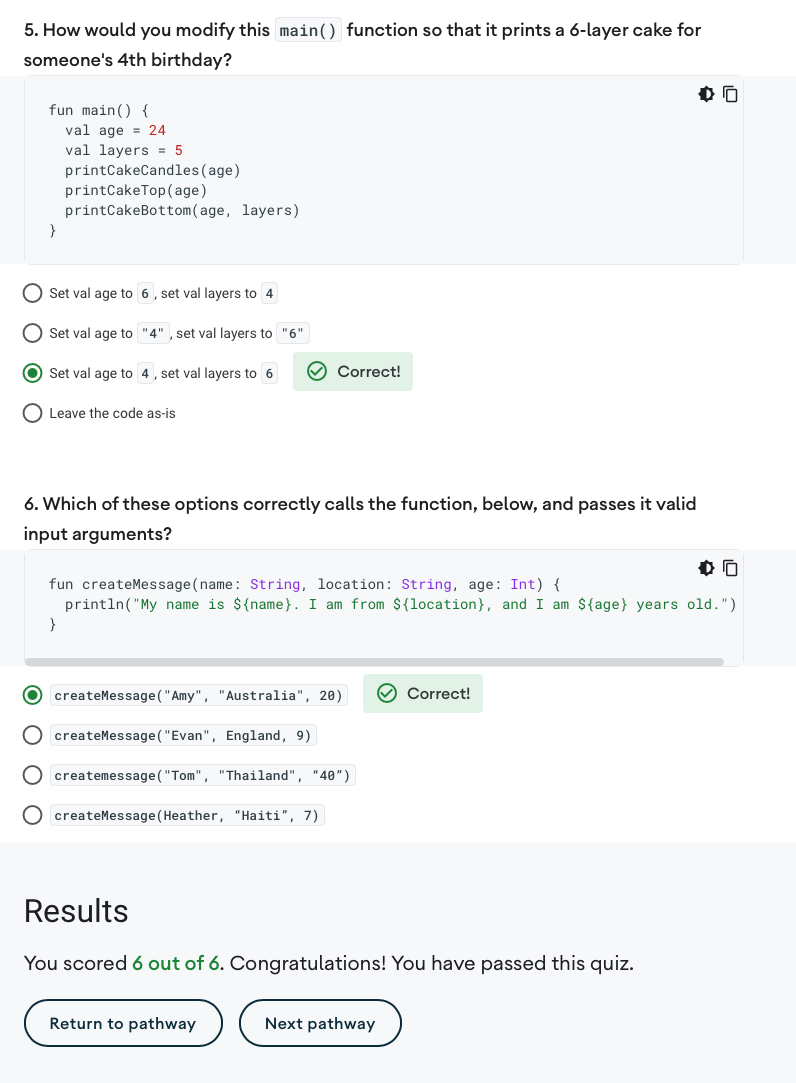 5. How would you modify this main() function so that it prints a 6-layer cake for
someone's 4th birthday?
fun main() {
  val age = 24
  val layers = 5
  printCakeCandles(age)
  printCakeTop(age)
  printCakeBottom(age, layers)
}
Set val age to 6, set val layers to 4
Set val age to "4", set val layers to "6"
Set val age to 4, set val layers to 6 Correct!
Leave the code as-is
6. Which of these options correctly calls the function, below, and passes it valid
input arguments?
fun createMessage(name: String, location: String, age: Int) {
  println("My name is ${name}. I am from ${location}, and I am ${age} years old.")
}
createMessage("Amy", "Australia", 20) Correct!
createMessage("Evan", England, 9)
createmessage("Tom", "Thailand", “40”)
createMessage(Heather, “Haiti”, 7)
Results
You scored 6 out of 6. Congratulations! You have passed this quiz.
Return to pathway Next pathway